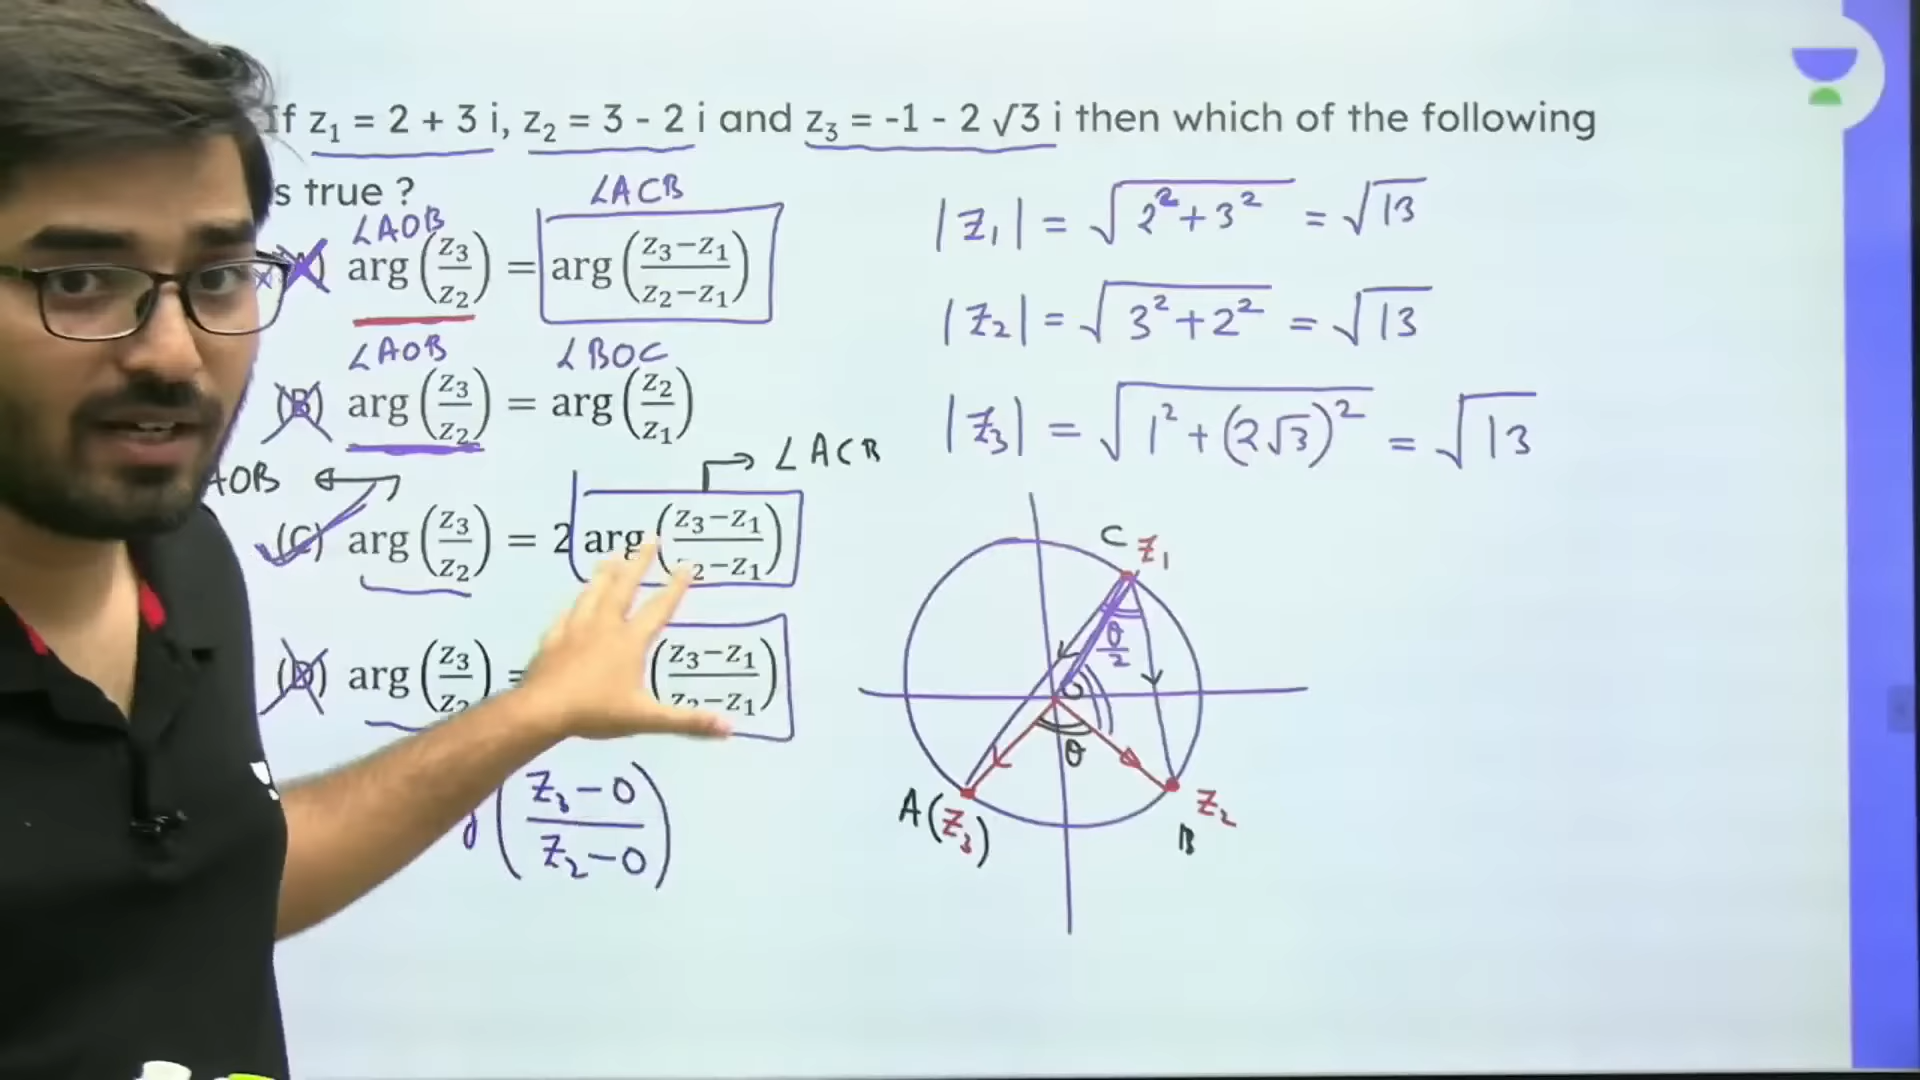 If z₁ = 2 + 3 i, z₂ = 3 - 2 i and z₃ = -1 - 2 √3 i then which of the following
s true ?
∠AOB ∠ACB
(A) arg (z₃/z₂) = arg (z₃−z₁/z₂−z₁)
∠AOB ∠BOC
(B) arg (z₃/z₂) = arg (z₂/z₁)
AOB ∠ACB
(C) arg (z₃/z₂) = 2 arg (z₃−z₁/z₂−z₁)
(D) arg (z₃/z₂) = (z₃−z₁/z₂−z₁)
(z₃−0/z₂−0)
|z₁| = √2²+3² = √13
|z₂| = √3²+2² = √13
|z₃| = √1²+(2√3)² = √13
C z₁
θ/2
O
θ
A(z₃)
z₂
B